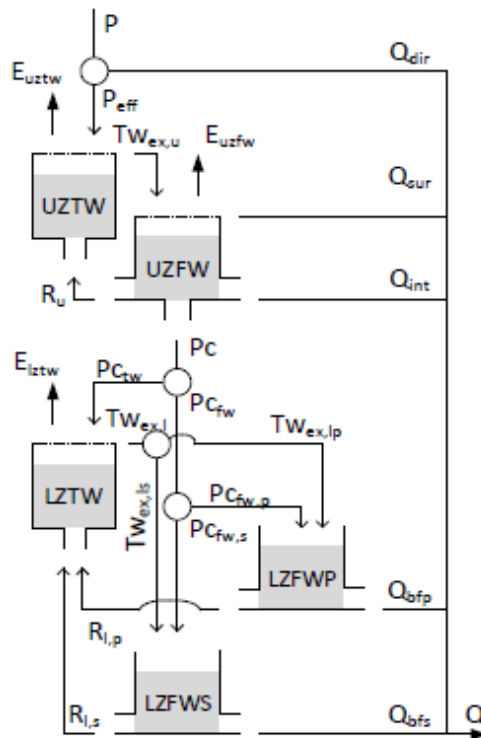 P
Q_dir
E_uztw
P_eff
Tw_ex,u
E_uzfw
UZTW
Q_sur
UZFW
R_u
Q_int
Pc
E_lztw
Pc_tw
Pc_fw
Tw_ex,l
Tw_ex,lp
LZTW
Tw_ex,ls
Pc_fw,p
Pc_fw,s
LZFWP
Q_bfp
R_l,p
LZFWS
R_l,s
Q_bfs
Q